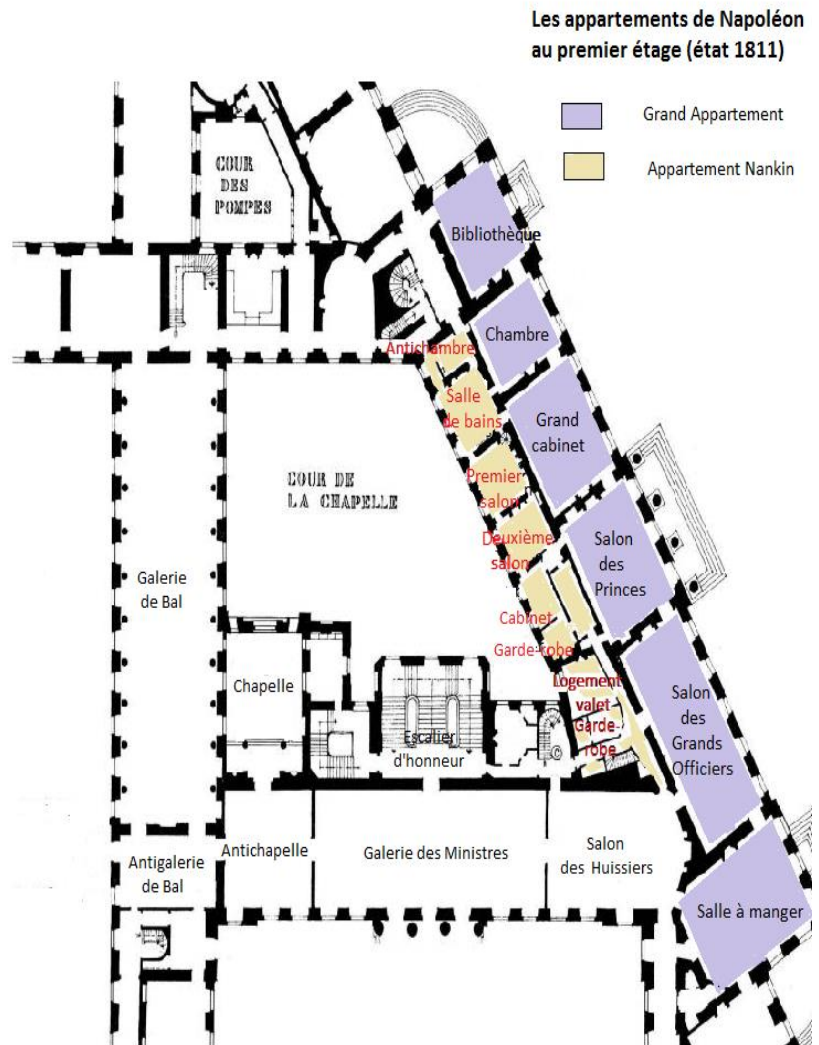 Les appartements de Napoléon
au premier étage (état 1811)
Grand Appartement
Appartement Nankin
COUR
DES
POMPES
Bibliothèque
Chambre
Antichambre
Salle
de bains
Grand
cabinet
COUR DE
LA CHAPELLE
Premier
salon
Deuxième
salon
Salon
des
Princes
Galerie
de Bal
Cabinet
Garde-robe
Chapelle
Logement
valet
Garde-
robe
Salon
des
Grands
Officiers
Escalier
d'honneur
Antichapelle
Galerie des Ministres
Salon
des Huissiers
Antigalerie
de Bal
Salle à manger